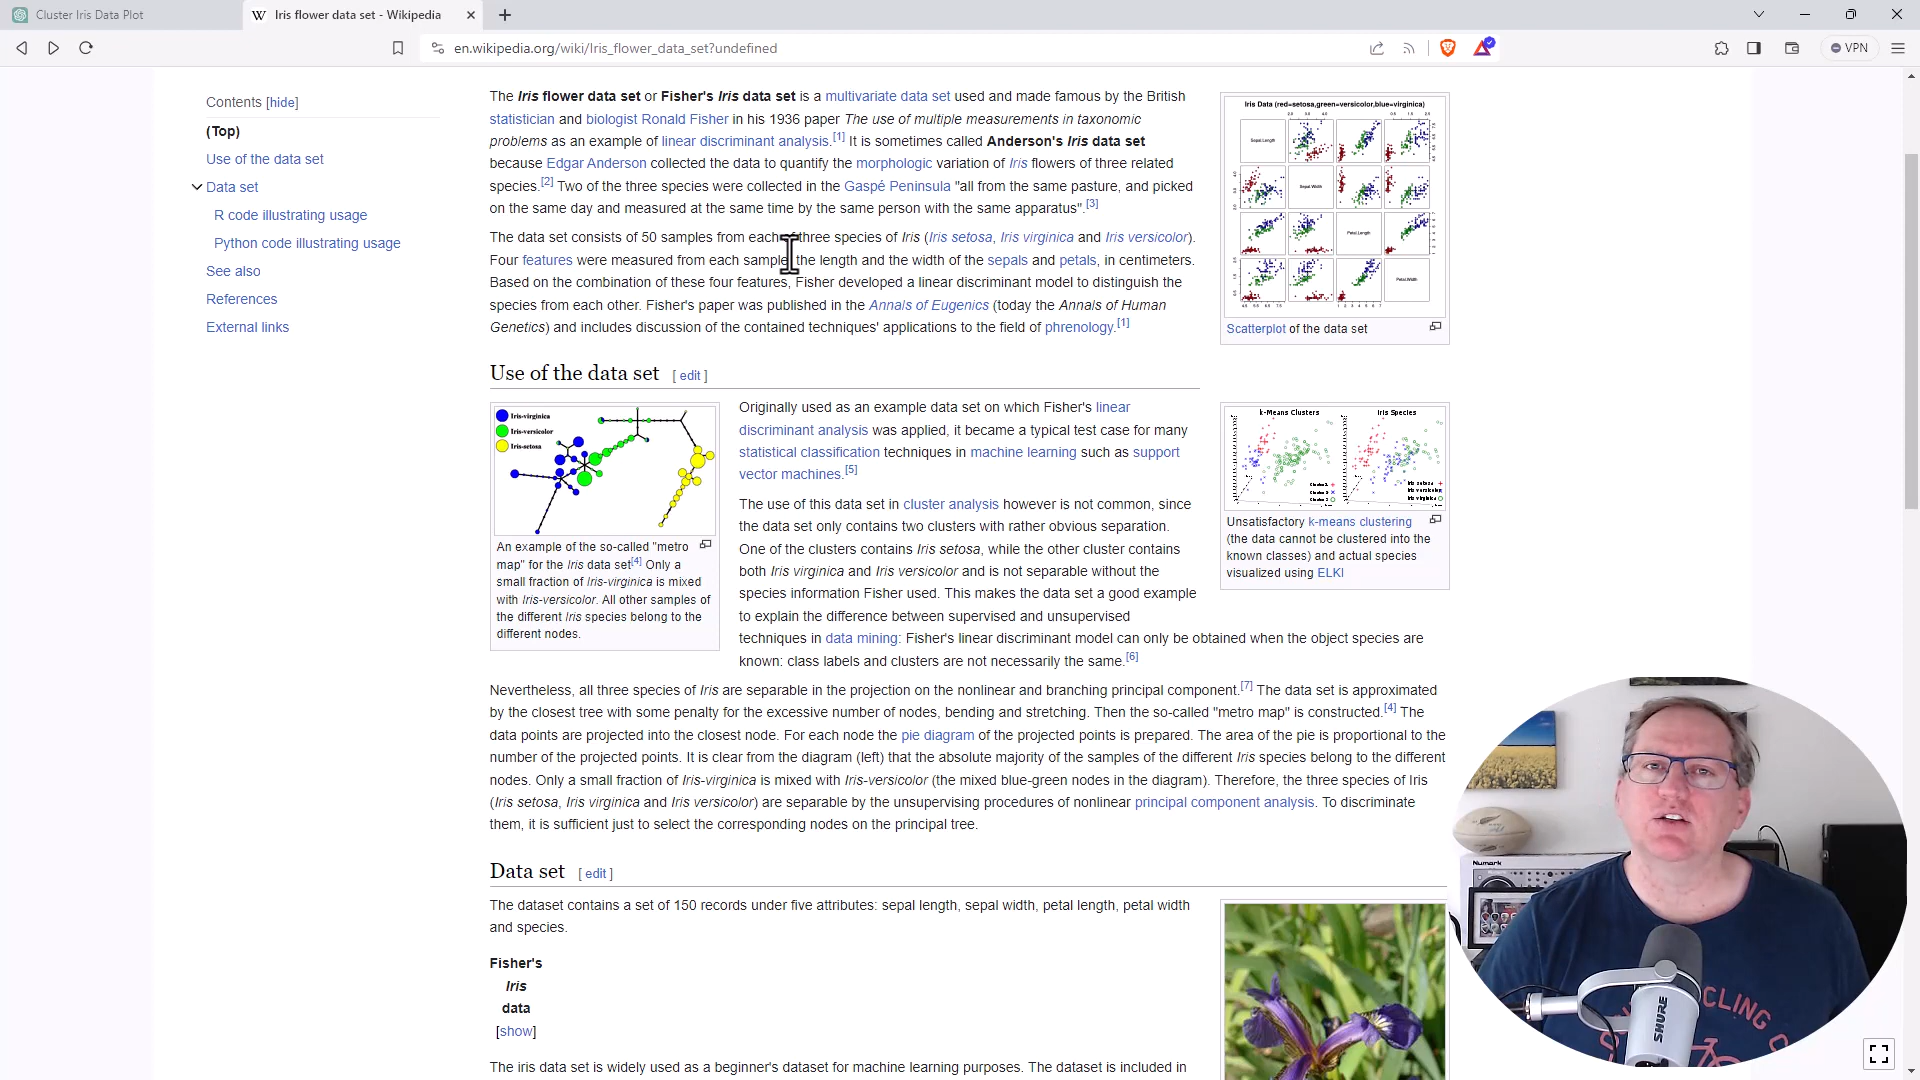 Cluster Iris Data Plot
Iris flower data set - Wikipedia
en.wikipedia.org/wiki/Iris_flower_data_set?undefined
VPN
Contents [hide]
(Top)
Use of the data set
Data set
R code illustrating usage
Python code illustrating usage
See also
References
External links
The Iris flower data set or Fisher's Iris data set is a multivariate data set used and made famous by the British
statistician and biologist Ronald Fisher in his 1936 paper The use of multiple measurements in taxonomic
problems as an example of linear discriminant analysis.[1] It is sometimes called Anderson's Iris data set
because Edgar Anderson collected the data to quantify the morphologic variation of Iris flowers of three related
species.[2] Two of the three species were collected in the Gaspé Peninsula "all from the same pasture, and picked
on the same day and measured at the same time by the same person with the same apparatus".[3]
The data set consists of 50 samples from each three species of Iris (Iris setosa, Iris virginica and Iris versicolor).
Four features were measured from each sample: the length and the width of the sepals and petals, in centimeters.
Based on the combination of these four features, Fisher developed a linear discriminant model to distinguish the
species from each other. Fisher's paper was published in the Annals of Eugenics (today the Annals of Human
Genetics) and includes discussion of the contained techniques' applications to the field of phrenology.[1]
Iris Data (red=setosa,green=versicolor,blue=virginica)
Sepal.Length
Sepal.Width
Petal.Length
Petal.Width
Scatterplot of the data set
Use of the data set [ edit ]
Iris-virginica
Iris-versicolor
Iris-setosa
An example of the so-called "metro
map" for the Iris data set[4] Only a
small fraction of Iris-virginica is mixed
with Iris-versicolor. All other samples of
the different Iris species belong to the
different nodes.
Originally used as an example data set on which Fisher's linear
discriminant analysis was applied, it became a typical test case for many
statistical classification techniques in machine learning such as support
vector machines.[5]
The use of this data set in cluster analysis however is not common, since
the data set only contains two clusters with rather obvious separation.
One of the clusters contains Iris setosa, while the other cluster contains
both Iris virginica and Iris versicolor and is not separable without the
species information Fisher used. This makes the data set a good example
to explain the difference between supervised and unsupervised
techniques in data mining: Fisher's linear discriminant model can only be obtained when the object species are
known: class labels and clusters are not necessarily the same.[6]
k-Means Clusters
Iris Species
Iris setosa
Iris versicolor
Iris virginica
Unsatisfactory k-means clustering
(the data cannot be clustered into the
known classes) and actual species
visualized using ELKI
Nevertheless, all three species of Iris are separable in the projection on the nonlinear and branching principal component.[7] The data set is approximated
by the closest tree with some penalty for the excessive number of nodes, bending and stretching. Then the so-called "metro map" is constructed.[4] The
data points are projected into the closest node. For each node the pie diagram of the projected points is prepared. The area of the pie is proportional to the
number of the projected points. It is clear from the diagram (left) that the absolute majority of the samples of the different Iris species belong to the different
nodes. Only a small fraction of Iris-virginica is mixed with Iris-versicolor (the mixed blue-green nodes in the diagram). Therefore, the three species of Iris
(Iris setosa, Iris virginica and Iris versicolor) are separable by the unsupervising procedures of nonlinear principal component analysis. To discriminate
them, it is sufficient just to select the corresponding nodes on the principal tree.
Data set [ edit ]
The dataset contains a set of 150 records under five attributes: sepal length, sepal width, petal length, petal width
and species.
Fisher's
Iris
data
[show]
The iris data set is widely used as a beginner's dataset for machine learning purposes. The dataset is included in
Numark
SHURE
CLING